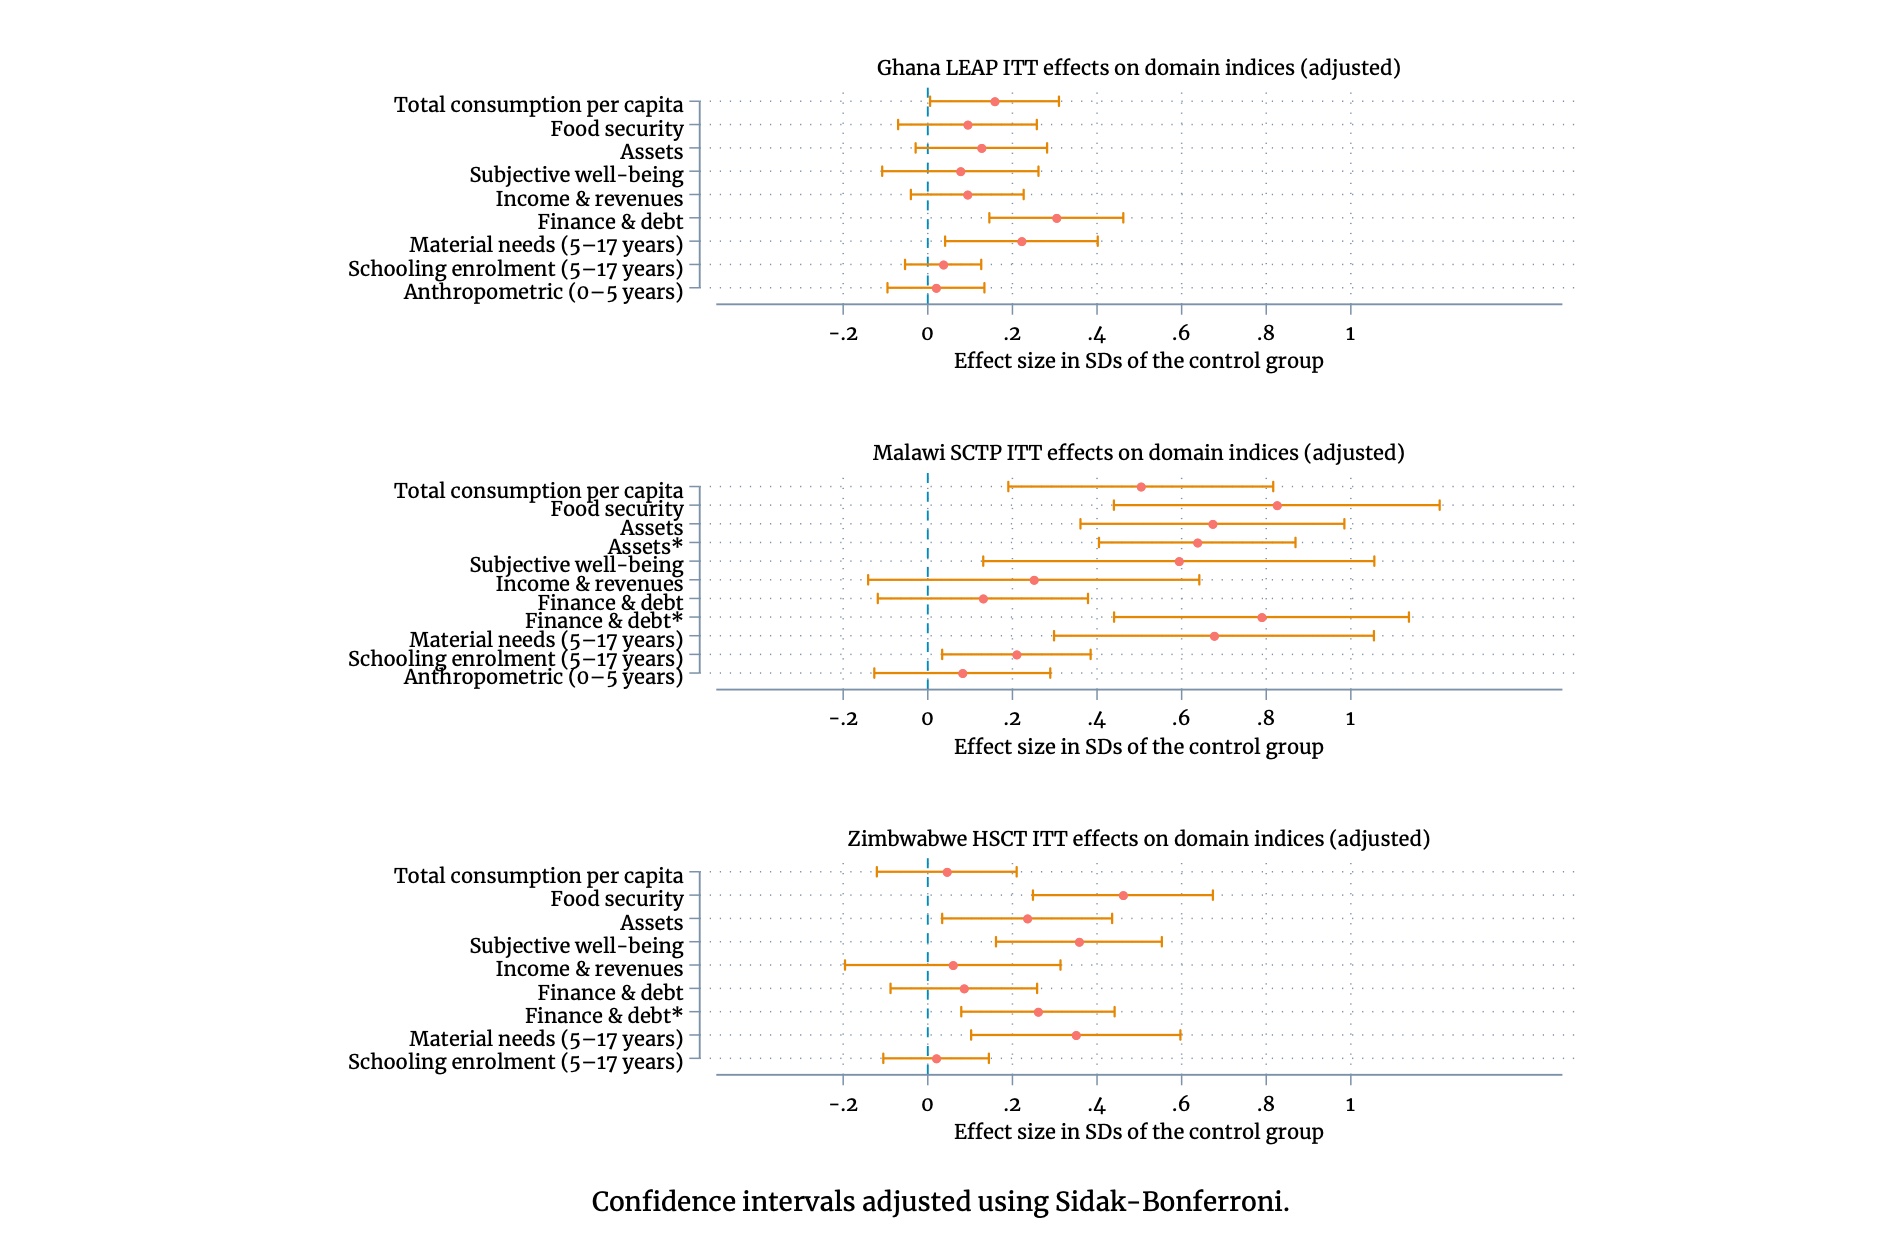 Ghana LEAP ITT effects on domain indices (adjusted)
Total consumption per capita
Food security
Assets
Subjective well-being
Income & revenues
Finance & debt
Material needs (5–17 years)
Schooling enrolment (5–17 years)
Anthropometric (0–5 years)
-.2 0 .2 .4 .6 .8 1
Effect size in SDs of the control group
Malawi SCTP ITT effects on domain indices (adjusted)
Total consumption per capita
Food security
Assets
Assets*
Subjective well-being
Income & revenues
Finance & debt
Finance & debt*
Material needs (5–17 years)
Schooling enrolment (5–17 years)
Anthropometric (0–5 years)
-.2 0 .2 .4 .6 .8 1
Effect size in SDs of the control group
Zimbwabwe HSCT ITT effects on domain indices (adjusted)
Total consumption per capita
Food security
Assets
Subjective well-being
Income & revenues
Finance & debt
Finance & debt*
Material needs (5–17 years)
Schooling enrolment (5–17 years)
-.2 0 .2 .4 .6 .8 1
Effect size in SDs of the control group
Confidence intervals adjusted using Sidak-Bonferroni.